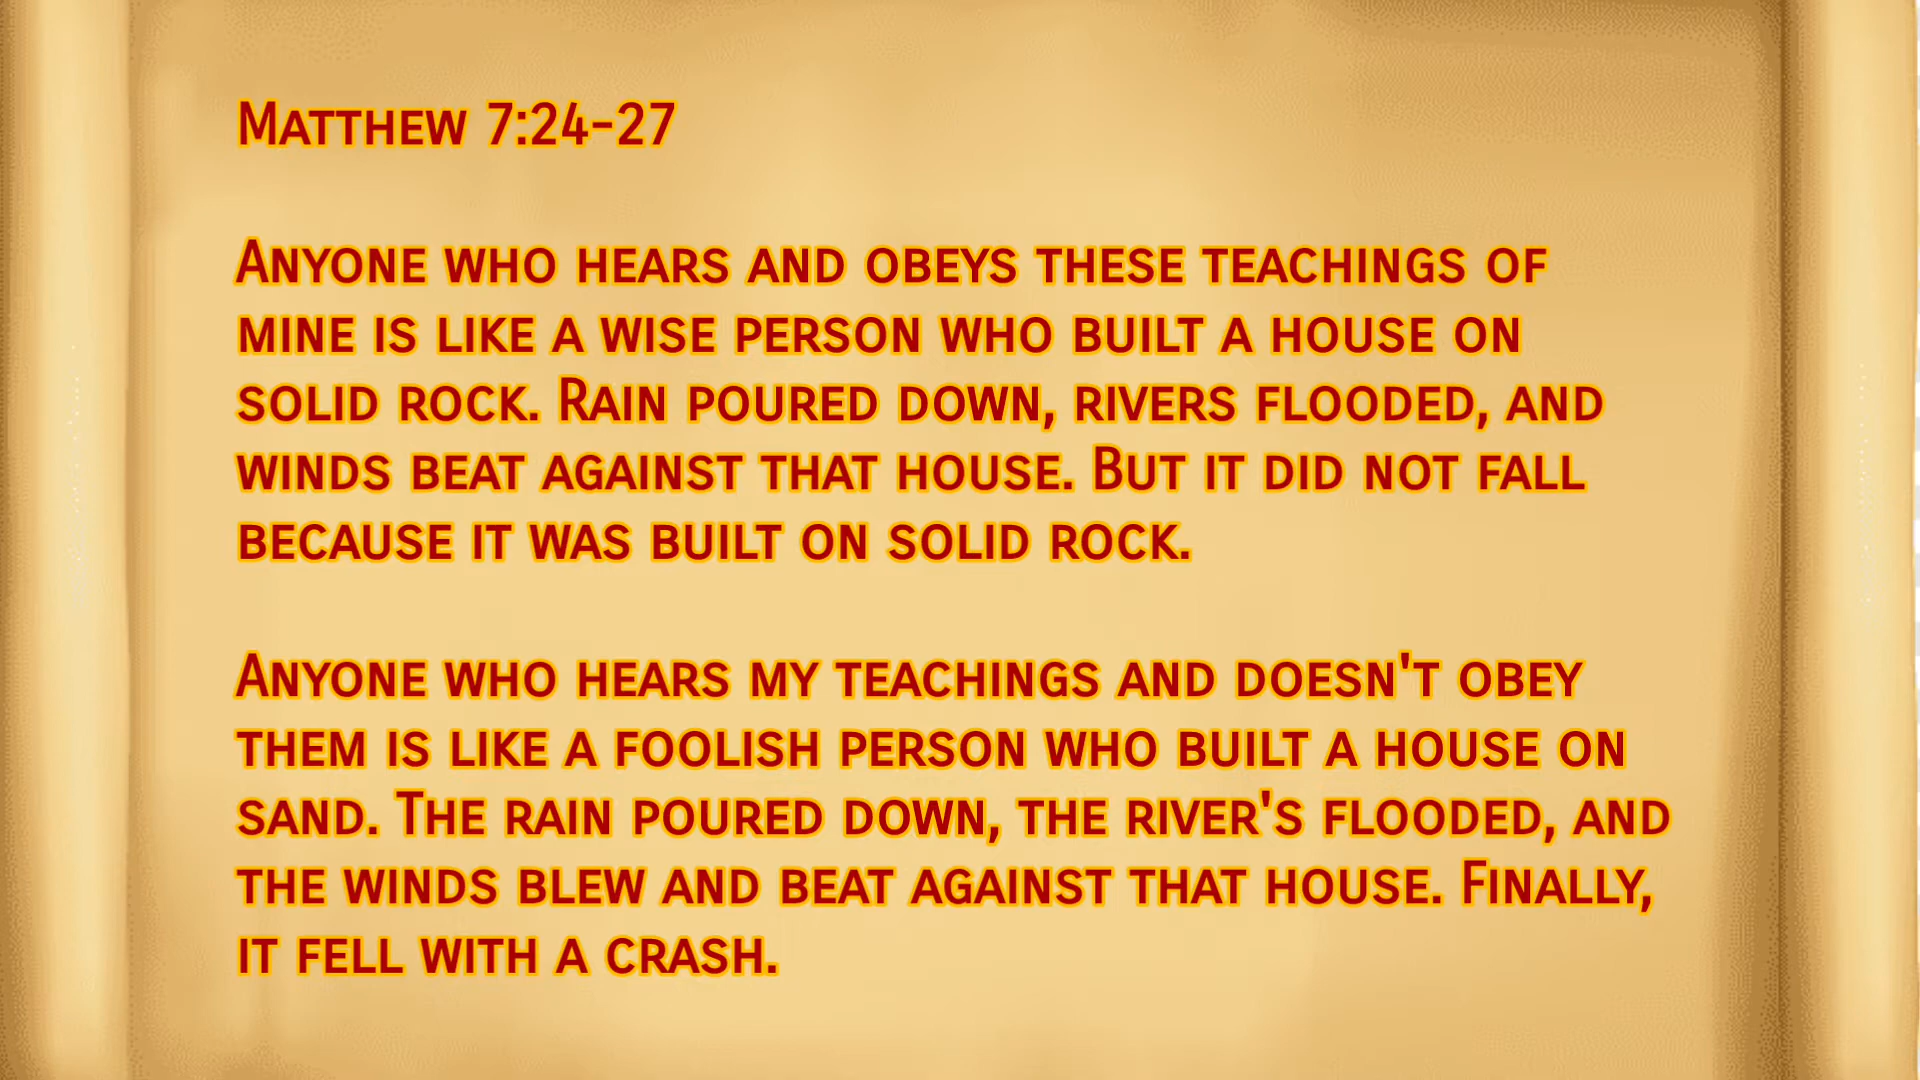 Matthew 7:24-27
Anyone who hears and obeys these teachings of
mine is like a wise person who built a house on
solid rock. Rain poured down, rivers flooded, and
winds beat against that house. But it did not fall
because it was built on solid rock.
Anyone who hears my teachings and doesn't obey
them is like a foolish person who built a house on
sand. The rain poured down, the river's flooded, and
the winds blew and beat against that house. Finally,
it fell with a crash.